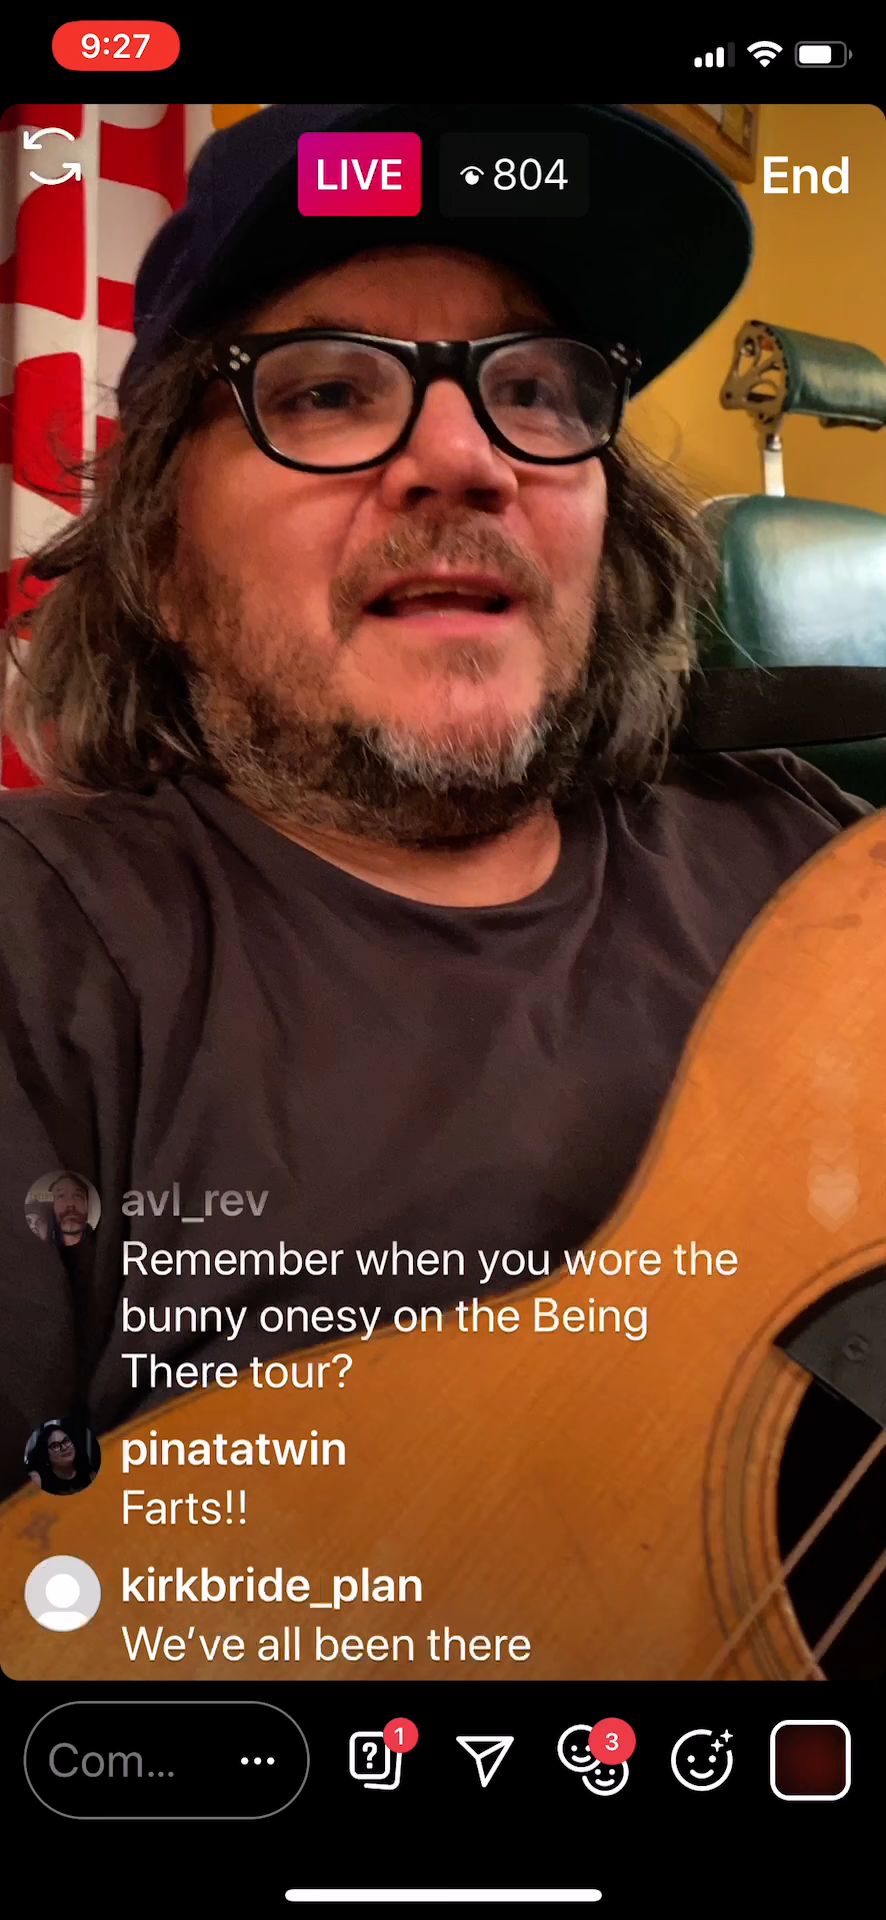 9:27
LIVE
804
End
avl_rev
Remember when you wore the
bunny onesy on the Being
There tour?
pinatatwin
Farts!!
kirkbride_plan
We’ve all been there
Com...
1
?
3